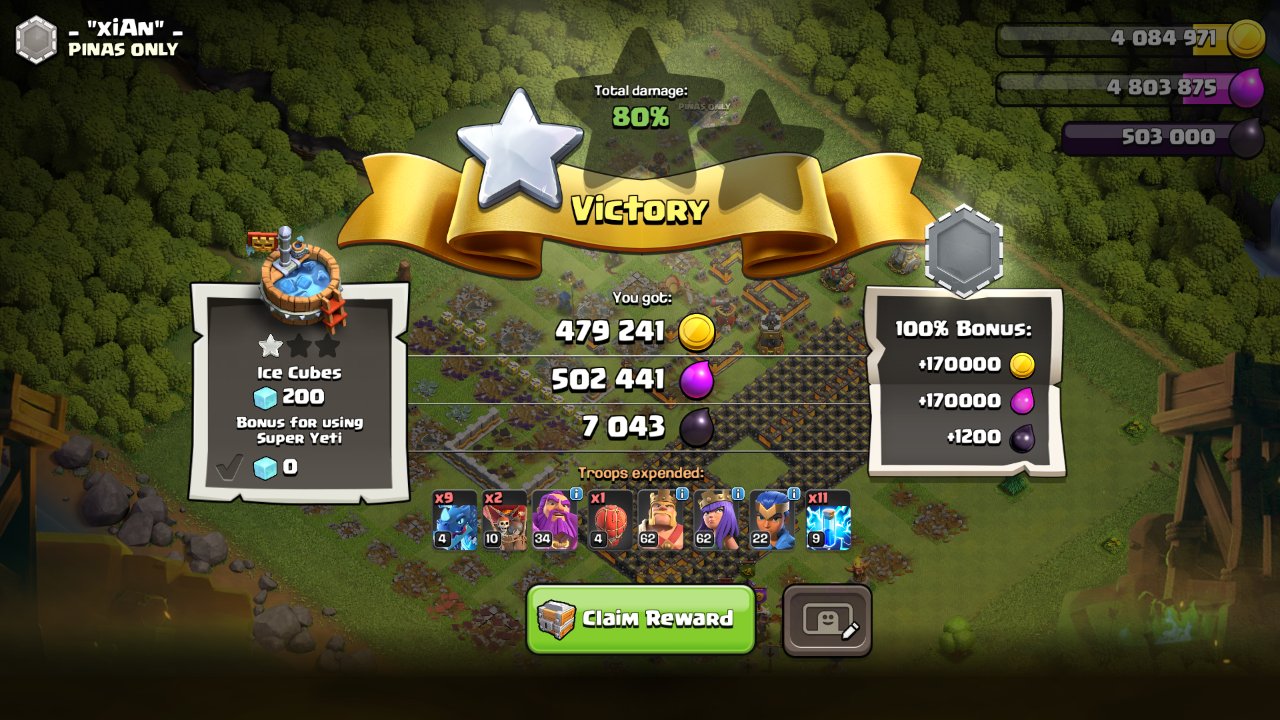 - "xiAn" -
PINAS ONLY
4 084 971
4 803 875
503 000
Total damage:
80%
PINAS ONLY
Victory
You got:
479 241
502 441
7 043
Ice Cubes
200
Bonus for using
Super Yeti
0
100% Bonus:
+170000
+170000
+1200
Troops expended:
x9 x2 x1 x11
4 10 34 4 62 62 22 9
Claim Reward